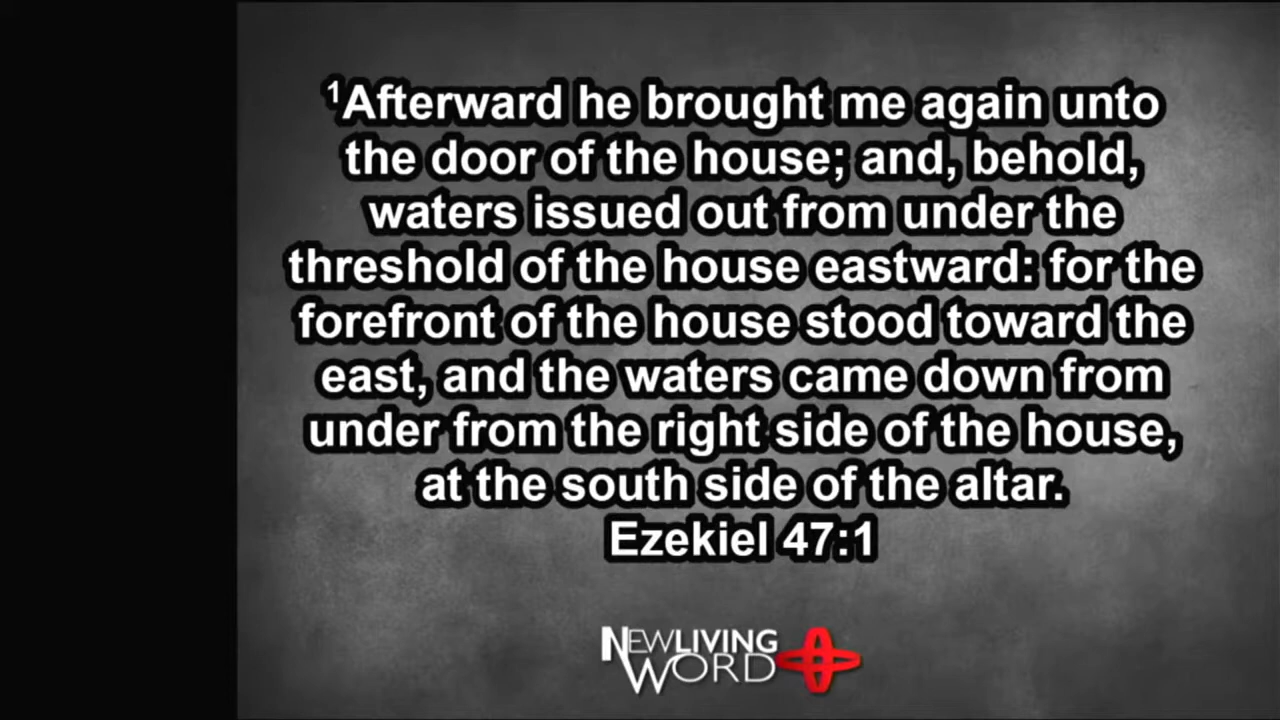 ¹Afterward he brought me again unto
the door of the house; and, behold,
waters issued out from under the
threshold of the house eastward: for the
forefront of the house stood toward the
east, and the waters came down from
under from the right side of the house,
at the south side of the altar.
Ezekiel 47:1
NEWLIVING
WORD